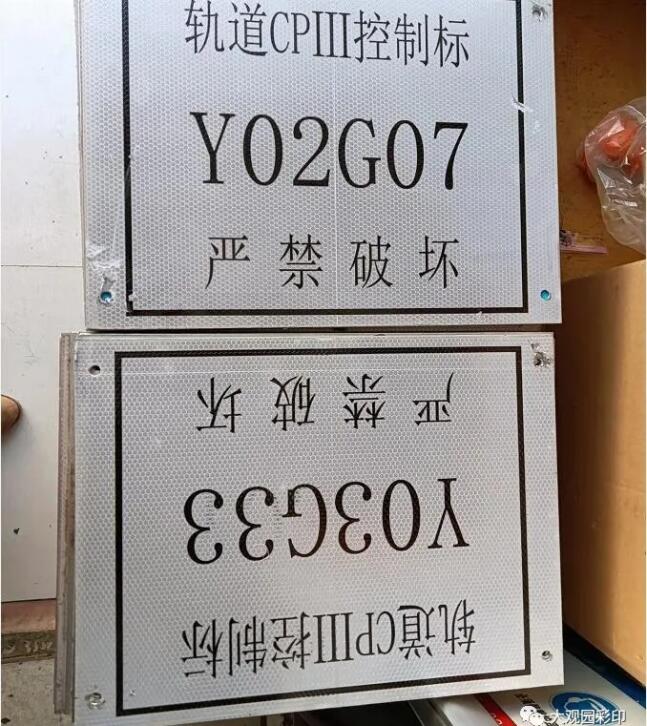 轨道CPIII控制标
Y02G07
严禁破坏
轨道CPIII控制标
Y03G33
严禁破坏
大观园彩印